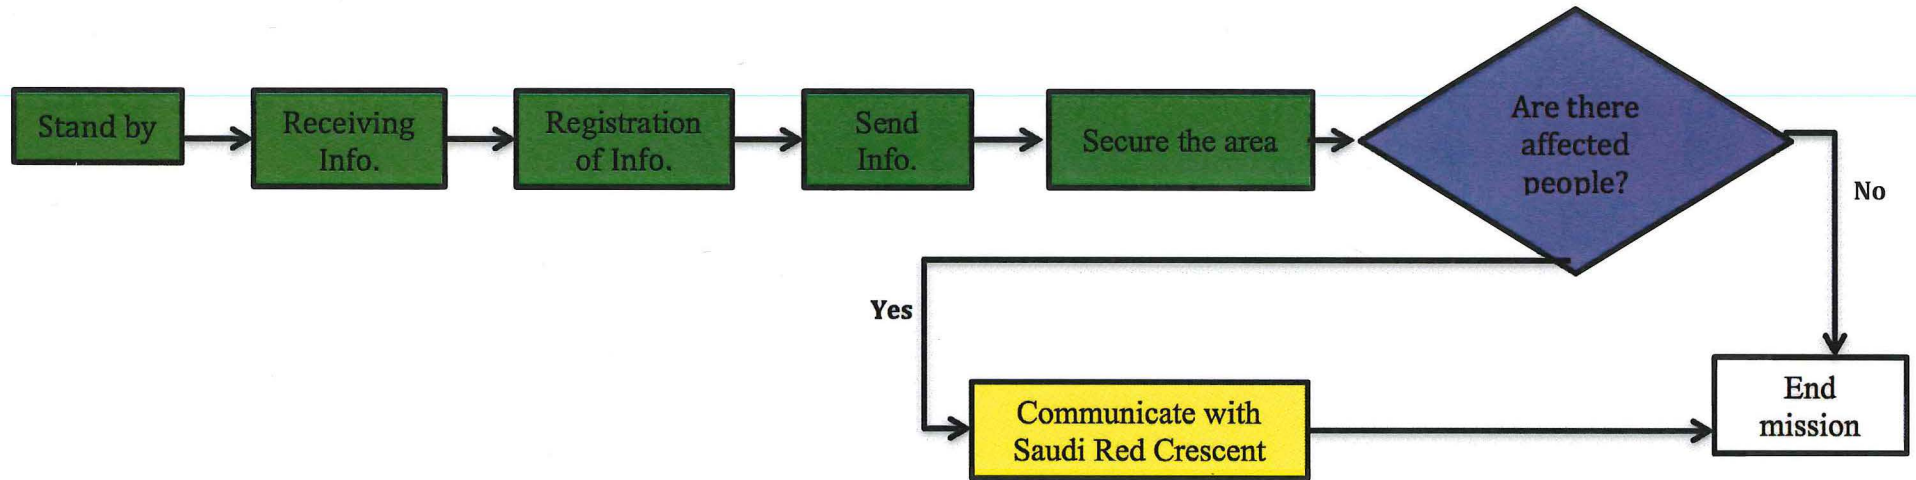 Stand by
Receiving
Info.
Registration
of Info.
Send
Info.
Secure the area
Are there
affected
people?
No
Yes
Communicate with
Saudi Red Crescent
End
mission